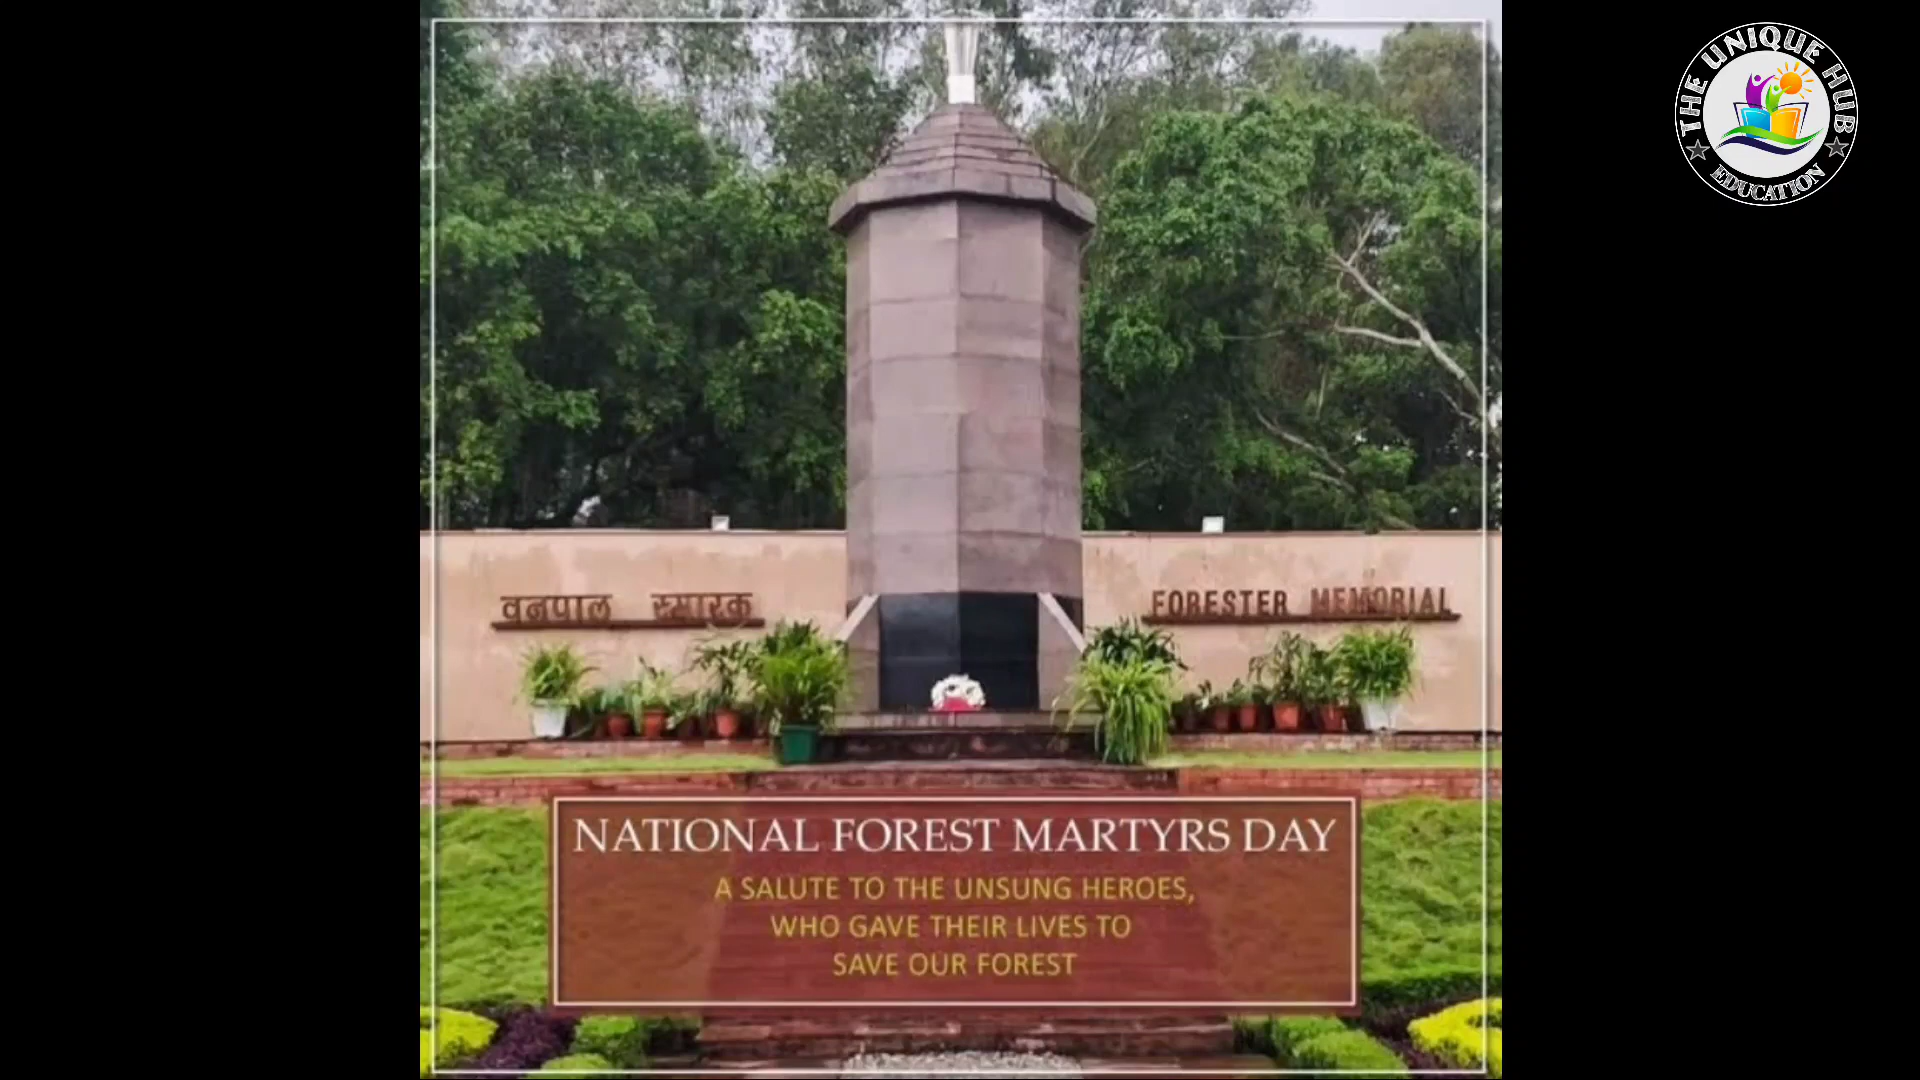 THE UNIQUE HUB
EDUCATION
वनपाल स्मारक
FORESTER MEMORIAL
NATIONAL FOREST MARTYRS DAY
A SALUTE TO THE UNSUNG HEROES,
WHO GAVE THEIR LIVES TO
SAVE OUR FOREST